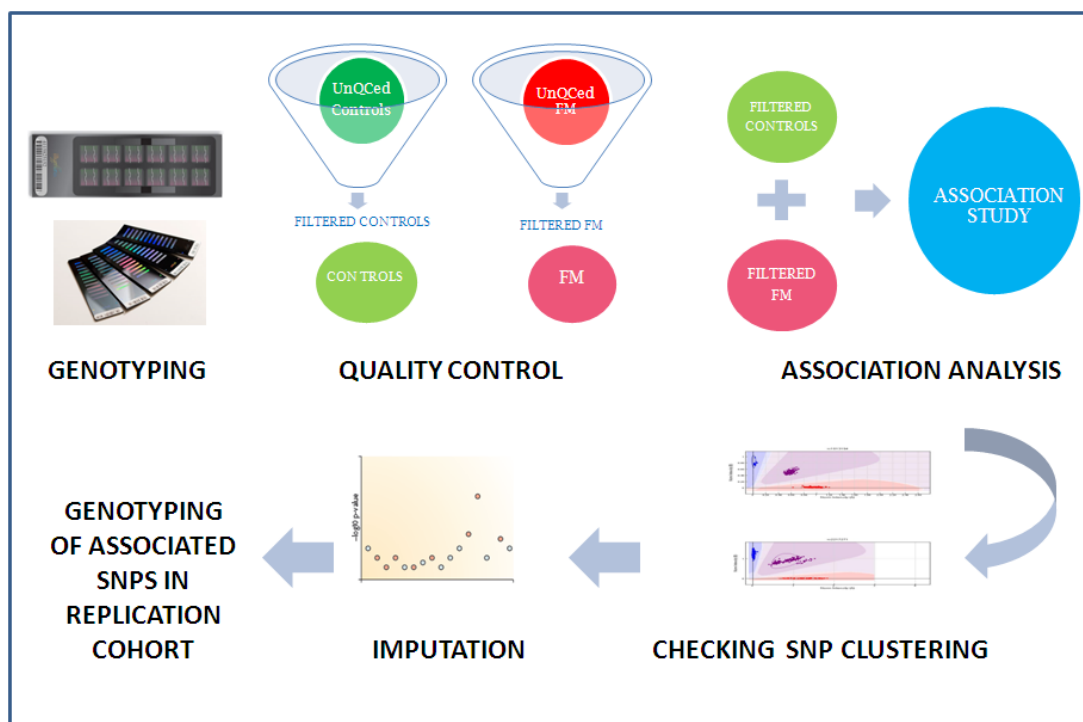 UnQCed
Controls
UnQCed
FM
FILTERED CONTROLS
FILTERED FM
CONTROLS
FM
FILTERED
CONTROLS
FILTERED
FM
ASSOCIATION
STUDY
GENOTYPING
QUALITY CONTROL
ASSOCIATION ANALYSIS
GENOTYPING
OF ASSOCIATED
SNPS IN
REPLICATION
COHORT
–log10 p-value
IMPUTATION
CHECKING SNP CLUSTERING